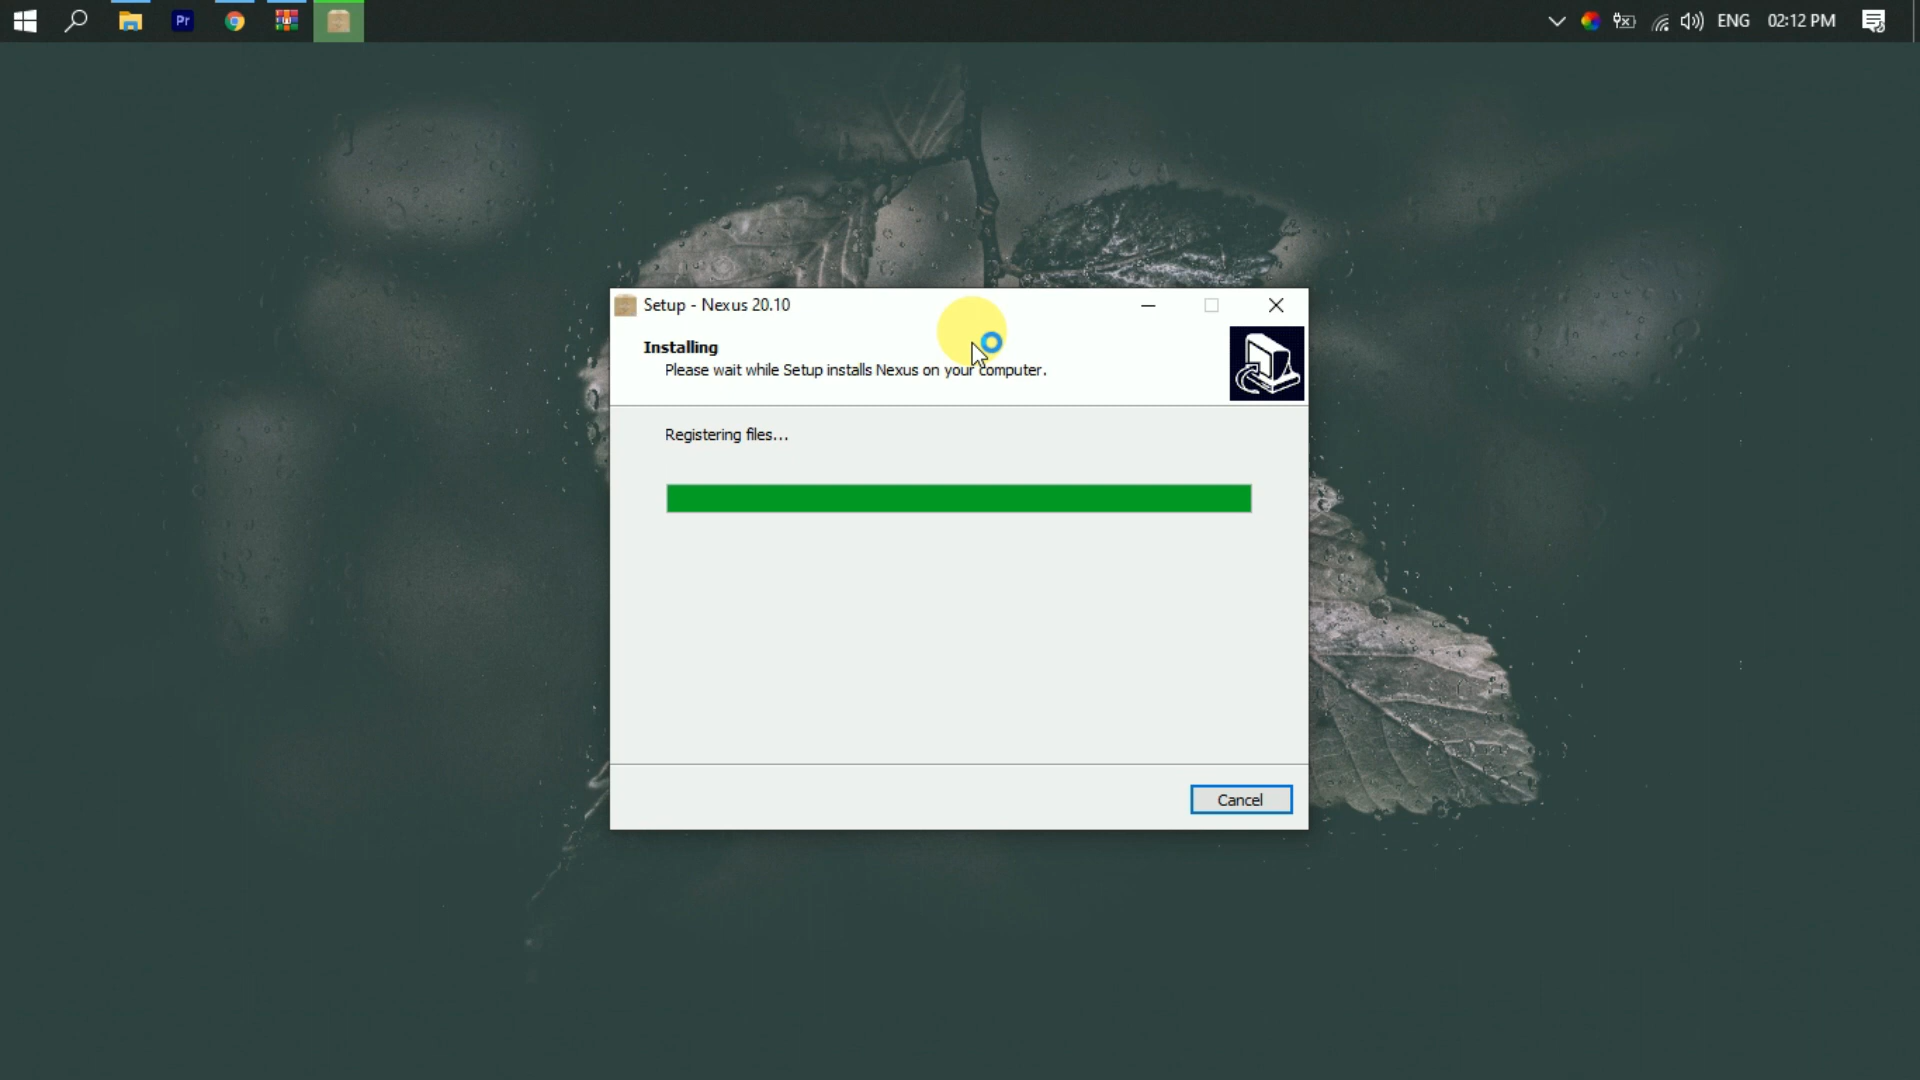 Pr
ENG 02:12 PM
Setup - Nexus 20.10
Installing
Please wait while Setup installs Nexus on your computer.
Registering files...
Cancel